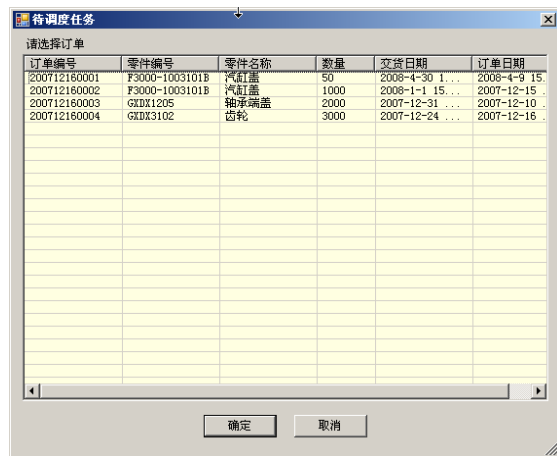 待调度任务
请选择订单
订单编号 零件编号 零件名称 数量 交货日期 订单日期
200712160001 F3000-1003101B 汽缸盖 50 2008-4-30 1... 2008-4-9 15.
200712160002 F3000-1003101B 汽缸盖 1000 2008-1-1 15... 2007-12-15 .
200712160003 GXDX1205 轴承端盖 2000 2007-12-31 ... 2007-12-10 .
200712160004 GXDX3102 齿轮 3000 2007-12-24 ... 2007-12-16 .
确定 取消